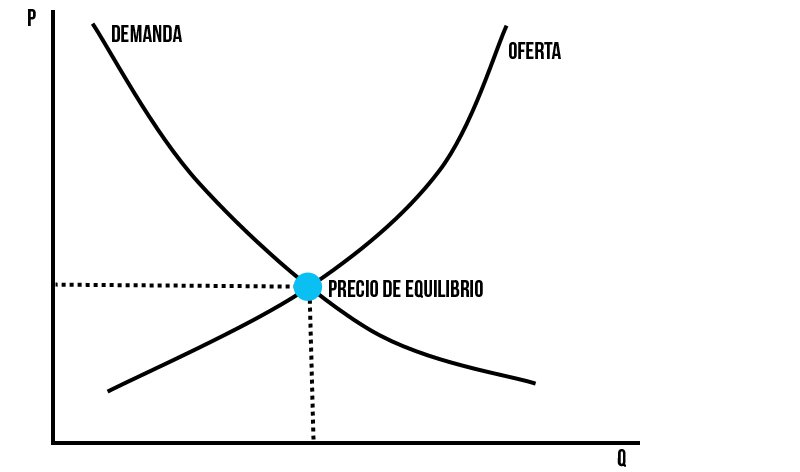 P
DEMANDA
OFERTA
PRECIO DE EQUILIBRIO
Q